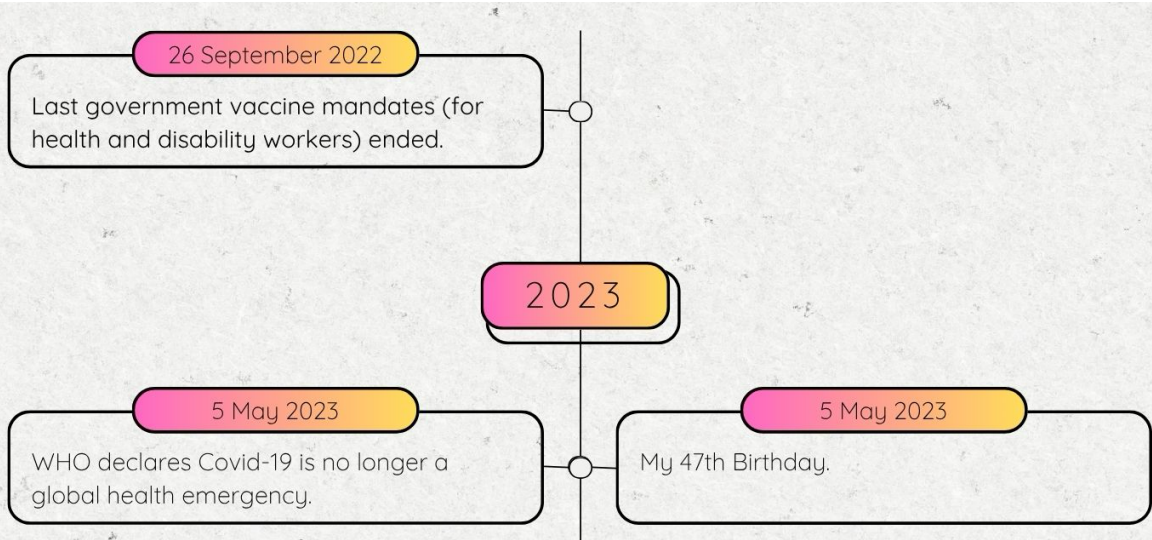 26 September 2022
Last government vaccine mandates (for
health and disability workers) ended.
2023
5 May 2023
WHO declares Covid-19 is no longer a
global health emergency.
5 May 2023
My 47th Birthday.